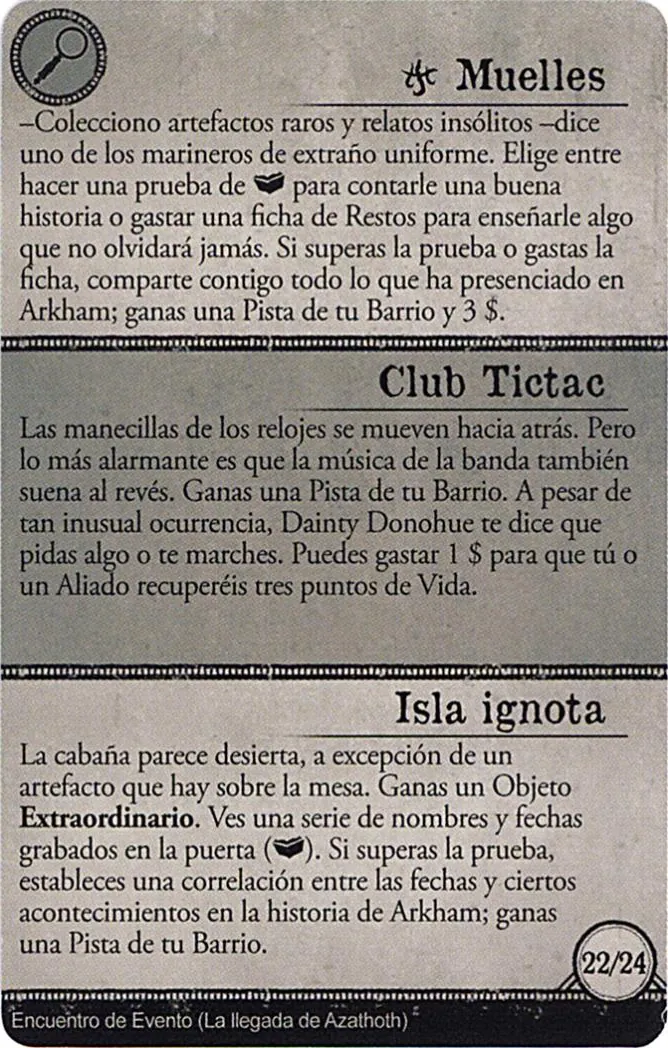 Muelles
–Colecciono artefactos raros y relatos insólitos –dice
uno de los marineros de extraño uniforme. Elige entre
hacer una prueba de para contarle una buena
historia o gastar una ficha de Restos para enseñarle algo
que no olvidará jamás. Si superas la prueba o gastas la
ficha, comparte contigo todo lo que ha presenciado en
Arkham; ganas una Pista de tu Barrio y 3 $.
Club Tictac
Las manecillas de los relojes se mueven hacia atrás. Pero
lo más alarmante es que la música de la banda también
suena al revés. Ganas una Pista de tu Barrio. A pesar de
tan inusual ocurrencia, Dainty Donohue te dice que
pidas algo o te marches. Puedes gastar 1 $ para que tú o
un Aliado recuperéis tres puntos de Vida.
Isla ignota
La cabaña parece desierta, a excepción de un
artefacto que hay sobre la mesa. Ganas un Objeto
Extraordinario. Ves una serie de nombres y fechas
grabados en la puerta ( ). Si superas la prueba,
estableces una correlación entre las fechas y ciertos
acontecimientos en la historia de Arkham; ganas
una Pista de tu Barrio.
22/24
Encuentro de Evento (La llegada de Azathoth)